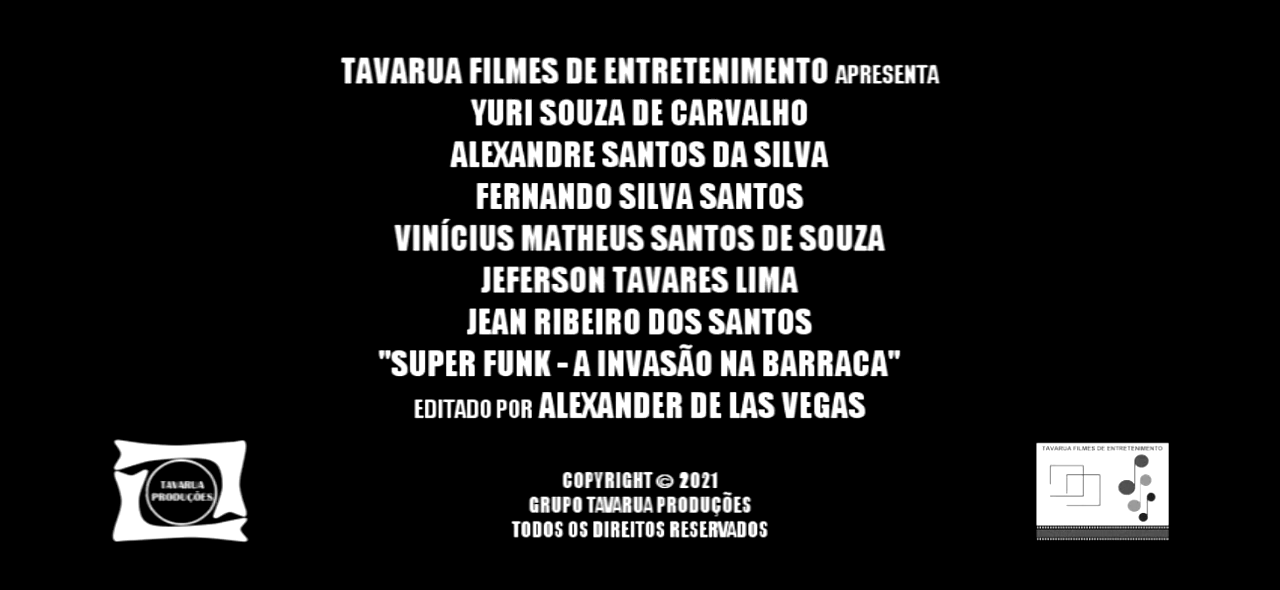 TAVARUA FILMES DE ENTRETENIMENTO APRESENTA
YURI SOUZA DE CARVALHO
ALEXANDRE SANTOS DA SILVA
FERNANDO SILVA SANTOS
VINÍCIUS MATHEUS SANTOS DE SOUZA
JEFERSON TAVARES LIMA
JEAN RIBEIRO DOS SANTOS
"SUPER FUNK - A INVASÃO NA BARRACA"
EDITADO POR ALEXANDER DE LAS VEGAS
TAVARUA
PRODUÇÕES
COPYRIGHT © 2021
GRUPO TAVARUA PRODUÇÕES
TODOS OS DIREITOS RESERVADOS
TAVARUA FILMES DE ENTRETENIMENTO